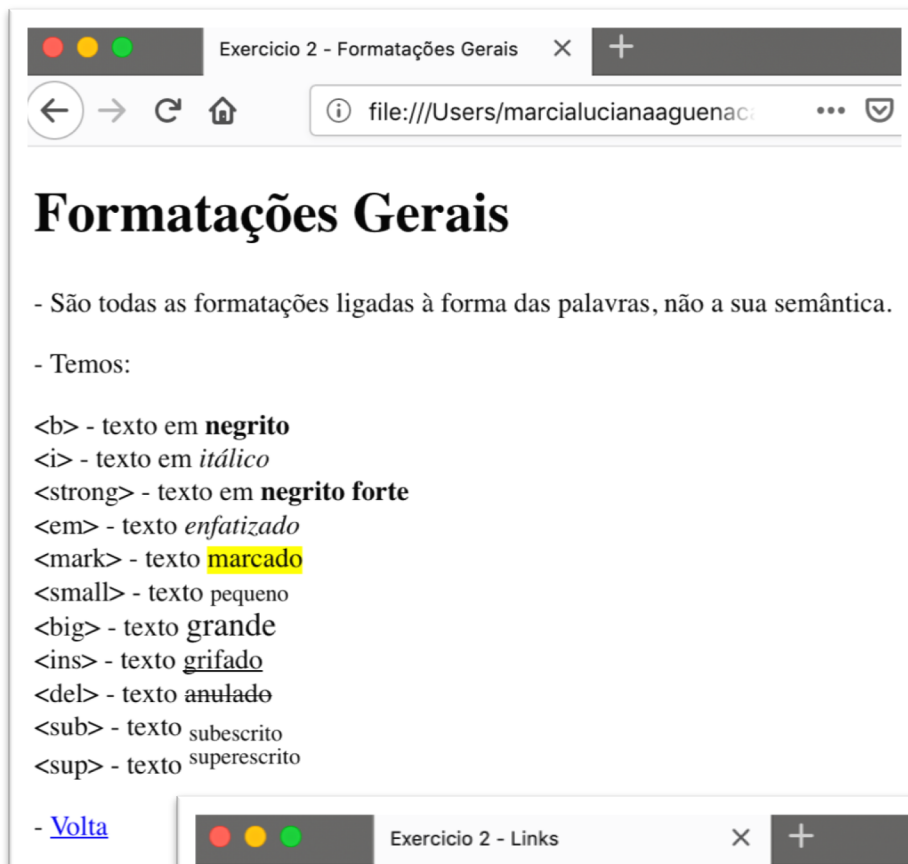 Exercicio 2 - Formatações Gerais
file:///Users/marcialucianaaguenaca
Formatações Gerais
- São todas as formatações ligadas à forma das palavras, não a sua semântica.
- Temos:
<b> - texto em negrito
<i> - texto em itálico
<strong> - texto em negrito forte
<em> - texto enfatizado
<mark> - texto marcado
<small> - texto pequeno
<big> - texto grande
<ins> - texto grifado
<del> - texto anulado
<sub> - texto subescrito
<sup> - texto superescrito
- Volta
Exercicio 2 - Links